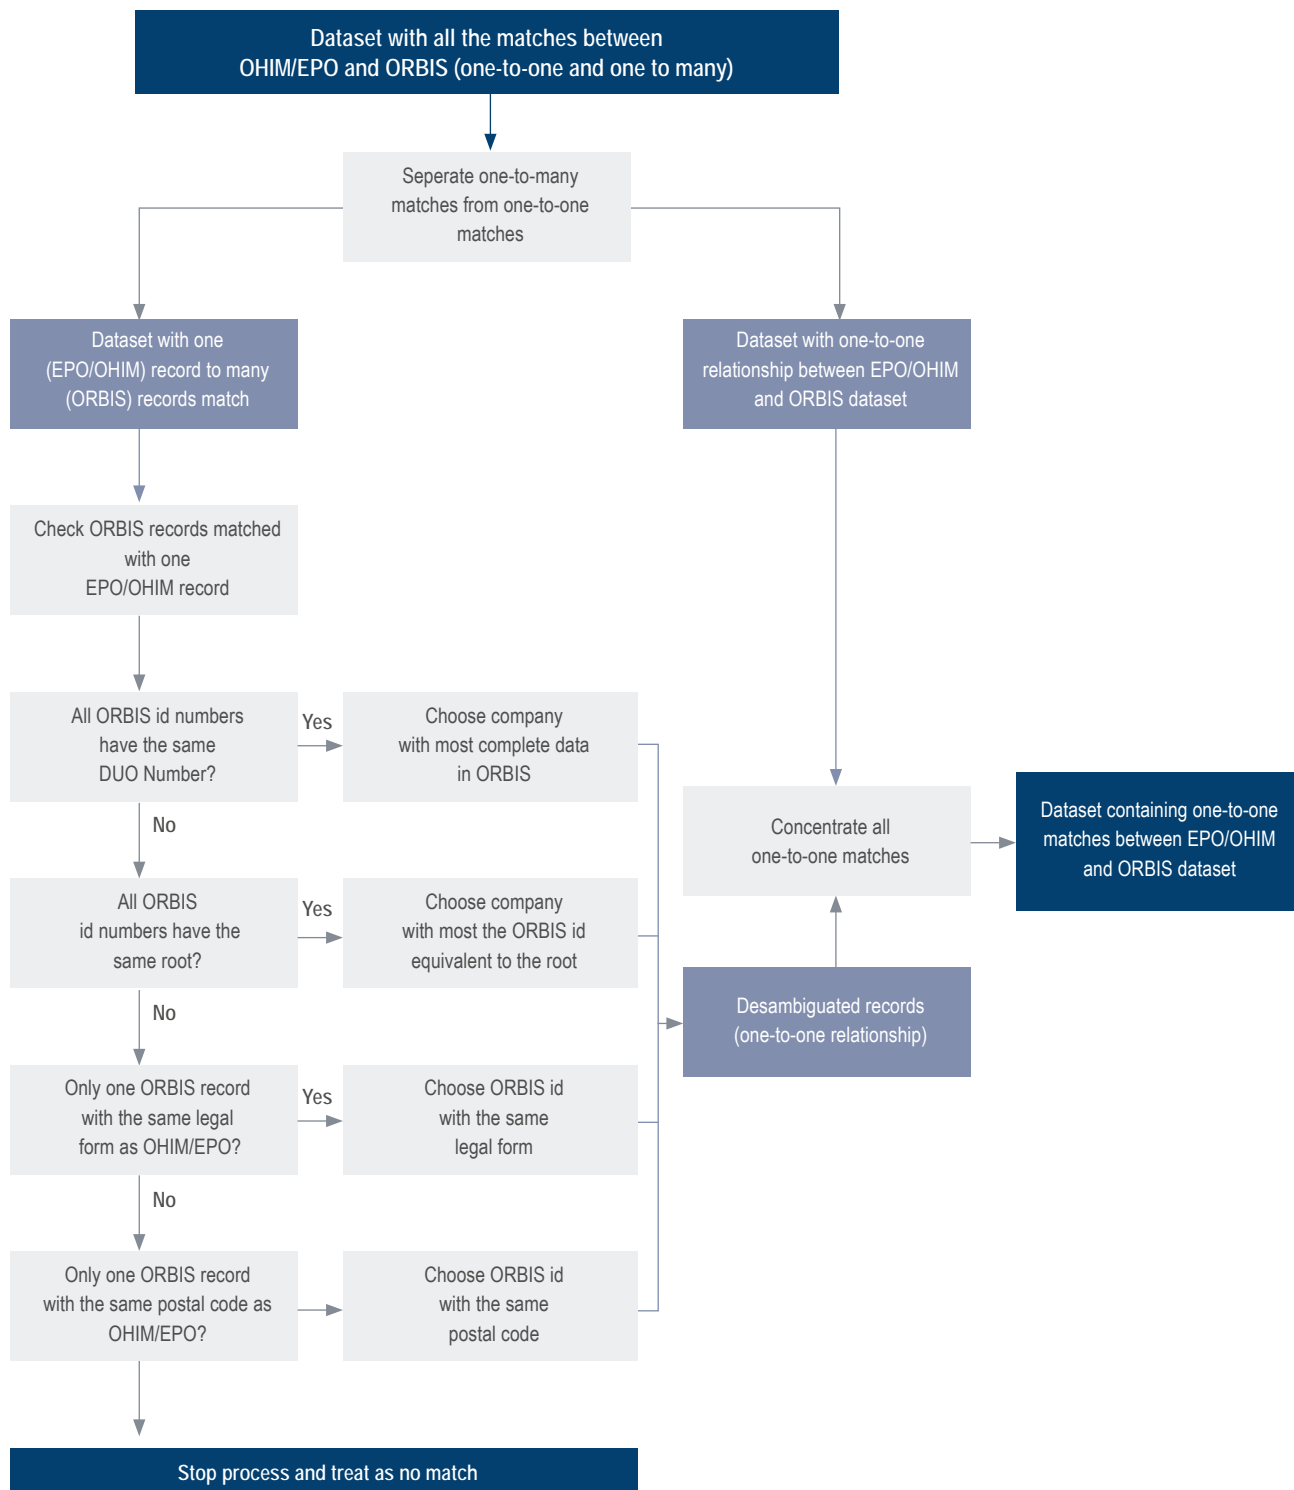 Dataset with all the matches between
OHIM/EPO and ORBIS (one-to-one and one to many)
Seperate one-to-many
matches from one-to-one
matches
Dataset with one
(EPO/OHIM) record to many
(ORBIS) records match
Dataset with one-to-one
relationship between EPO/OHIM
and ORBIS dataset
Check ORBIS records matched
with one
EPO/OHIM record
All ORBIS id numbers
have the same
DUO Number?
Yes
Choose company
with most complete data
in ORBIS
No
Concentrate all
one-to-one matches
Dataset containing one-to-one
matches between EPO/OHIM
and ORBIS dataset
All ORBIS
id numbers have the
same root?
Yes
Choose company
with most the ORBIS id
equivalent to the root
No
Desambiguated records
(one-to-one relationship)
Only one ORBIS record
with the same legal
form as OHIM/EPO?
Yes
Choose ORBIS id
with the same
legal form
No
Only one ORBIS record
with the same postal code as
OHIM/EPO?
Choose ORBIS id
with the same
postal code
Stop process and treat as no match